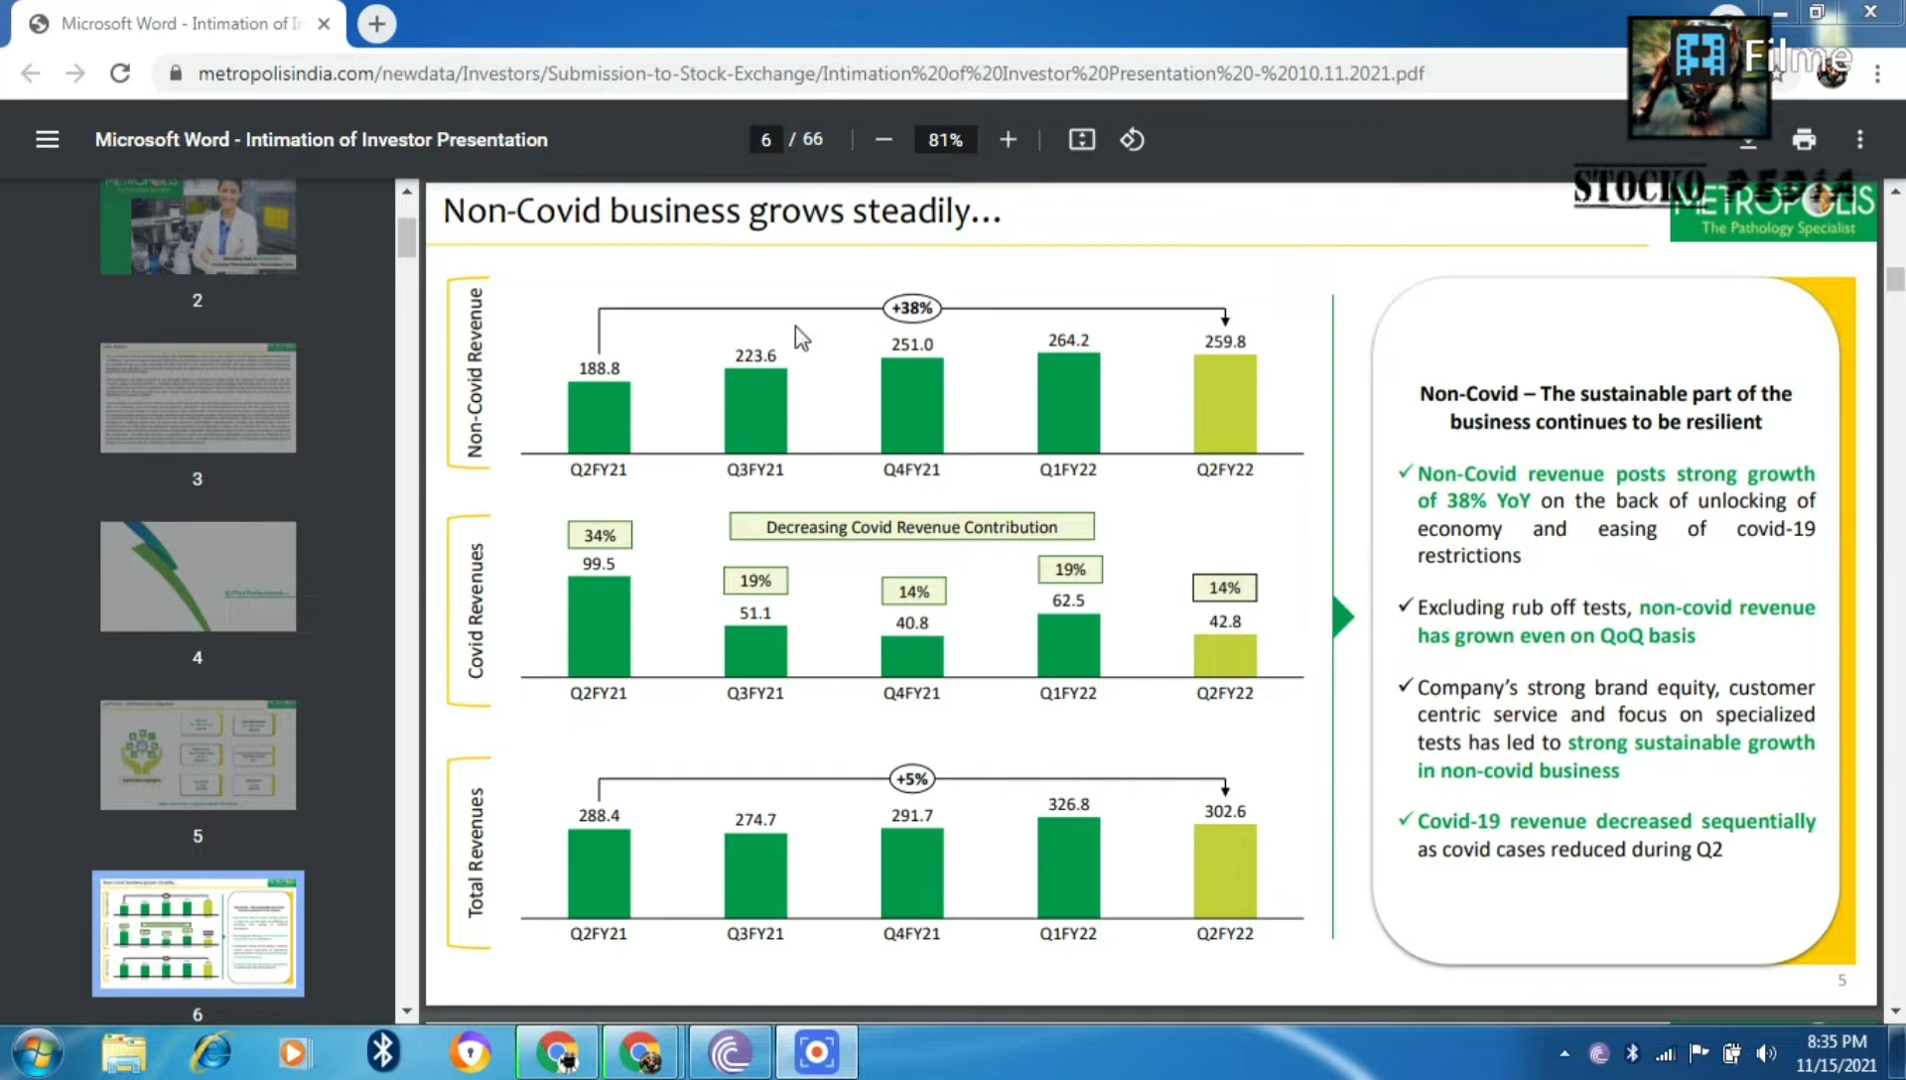 Microsoft Word - Intimation of I
Filme
metropolisindia.com/newdata/Investors/Submission-to-Stock-Exchange/Intimation%20of%20Investor%20Presentation%20-%2010.11.2021.pdf
Microsoft Word - Intimation of Investor Presentation
6 / 66
81%
STOCKO PEDIA
METROPOLIS
The Pathology Specialist
Non-Covid business grows steadily...
METROPOLIS
2
3
4
5
6
Non-Covid Revenue
+38%
188.8
223.6
251.0
264.2
259.8
Q2FY21
Q3FY21
Q4FY21
Q1FY22
Q2FY22
Covid Revenues
Decreasing Covid Revenue Contribution
34%
19%
14%
19%
14%
99.5
51.1
40.8
62.5
42.8
Q2FY21
Q3FY21
Q4FY21
Q1FY22
Q2FY22
Total Revenues
+5%
288.4
274.7
291.7
326.8
302.6
Q2FY21
Q3FY21
Q4FY21
Q1FY22
Q2FY22
Non-Covid – The sustainable part of the
business continues to be resilient
✓Non-Covid revenue posts strong growth
of 38% YoY on the back of unlocking of
economy and easing of covid-19
restrictions
✓Excluding rub off tests, non-covid revenue
has grown even on QoQ basis
✓Company's strong brand equity, customer
centric service and focus on specialized
tests has led to strong sustainable growth
in non-covid business
✓Covid-19 revenue decreased sequentially
as covid cases reduced during Q2
5
8:35 PM
11/15/2021